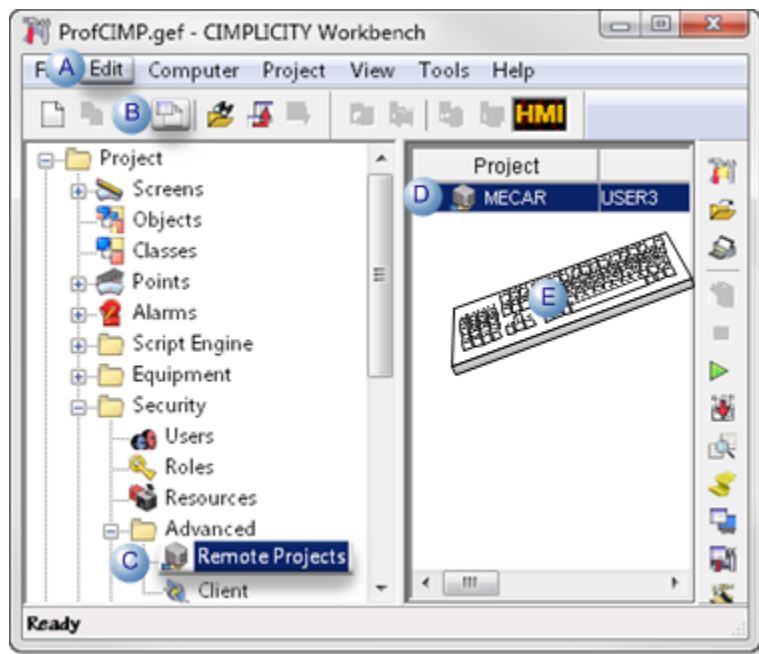 ProfCIMP.gef - CIMPLICITY Workbench
F A Edit Computer Project View Tools Help
B HMI
Project
Screens
Objects
Classes
Points
Alarms
Script Engine
Equipment
Security
Users
Roles
Resources
Advanced
C Remote Projects
Client
Project
D MECAR USER3
E
Ready